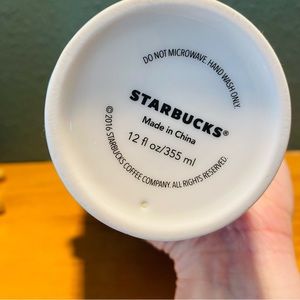 DO NOT MICROWAVE. HAND WASH ONLY.
STARBUCKS®
Made in China
12 fl oz/355 ml
© 2016 STARBUCKS COFFEE COMPANY. ALL RIGHTS RESERVED.